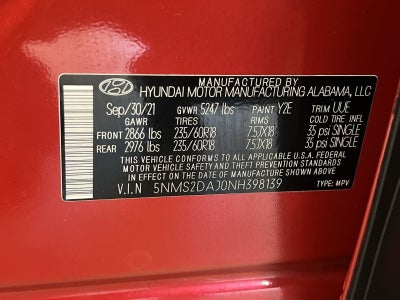 MANUFACTURED BY
HYUNDAI MOTOR MANUFACTURING ALABAMA, LLC
Sep/30/21 GVWR 5247 lbs PAINT Y2E TRIM UUE
GAWR TIRES RIMS COLD TIRE INF. PR.
FRONT 2866 lbs 235/60R18 7.5JX18 35 psi SINGLE
REAR 2976 lbs 235/60R18 7.5JX18 35 psi SINGLE
THIS VEHICLE CONFORMS TO ALL APPLICABLE U.S.A. FEDERAL
MOTOR VEHICLE SAFETY AND THEFT PREVENTION STANDARDS
IN EFFECT ON THE DATE OF MANUFACTURE SHOWN ABOVE.
V.I.N 5NMS2DAJ0NH398139 TYPE: MPV